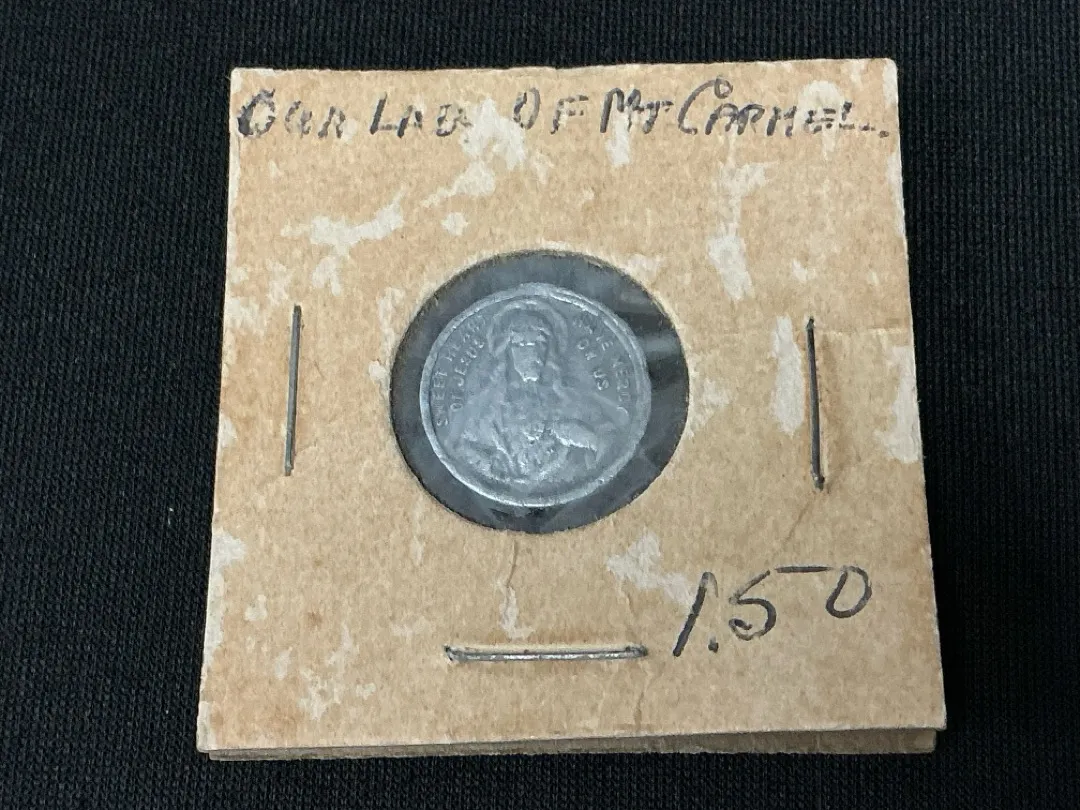 OUR LADY OF MT. CARMEL.
SWEET HEART
OF JESUS
HAVE MERCY
ON US
1.50